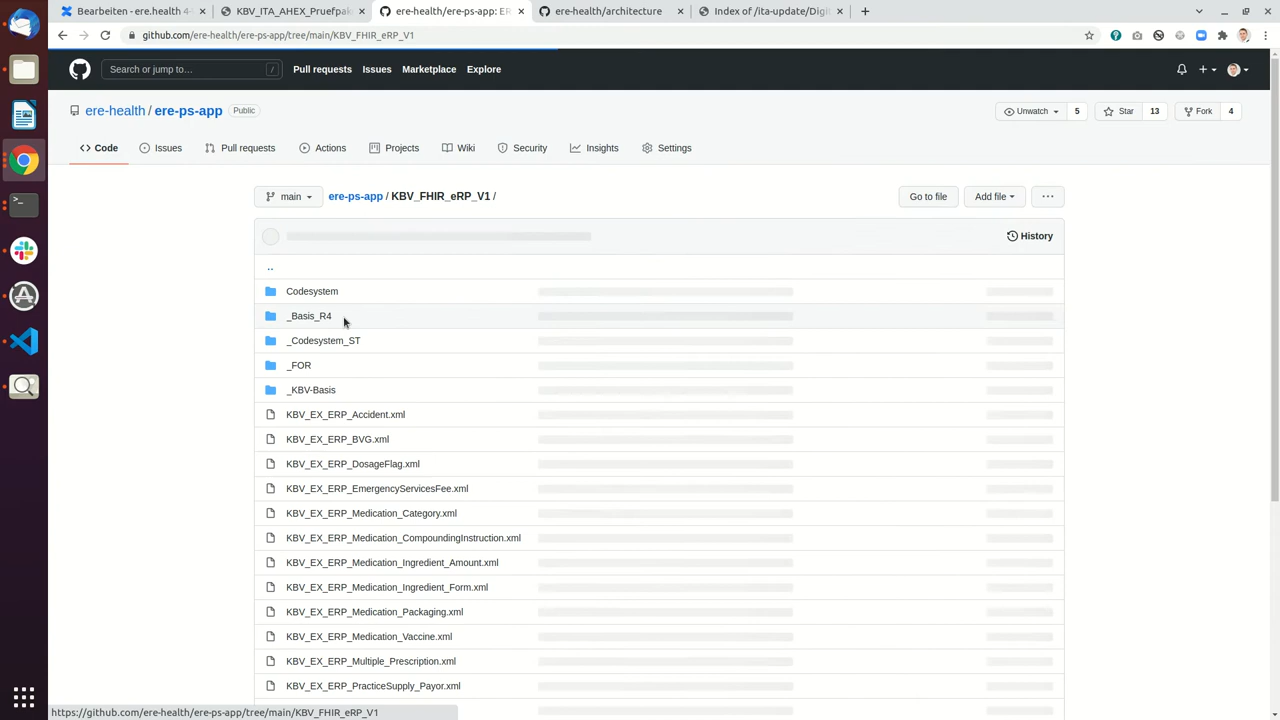 Bearbeiten - ere.health 4-
KBV_ITA_AHEX_Pruefpak
ere-health/ere-ps-app: ER
ere-health/architecture
Index of /ita-update/Digi
github.com/ere-health/ere-ps-app/tree/main/KBV_FHIR_eRP_V1
Search or jump to…
/
Pull requests
Issues
Marketplace
Explore
ere-health / ere-ps-app
Public
Unwatch
5
Star
13
Fork
4
Code
Issues
Pull requests
Actions
Projects
Wiki
Security
Insights
Settings
main
ere-ps-app / KBV_FHIR_eRP_V1 /
Go to file
Add file
History
..
Codesystem
_Basis_R4
_Codesystem_ST
_FOR
_KBV-Basis
KBV_EX_ERP_Accident.xml
KBV_EX_ERP_BVG.xml
KBV_EX_ERP_DosageFlag.xml
KBV_EX_ERP_EmergencyServicesFee.xml
KBV_EX_ERP_Medication_Category.xml
KBV_EX_ERP_Medication_CompoundingInstruction.xml
KBV_EX_ERP_Medication_Ingredient_Amount.xml
KBV_EX_ERP_Medication_Ingredient_Form.xml
KBV_EX_ERP_Medication_Packaging.xml
KBV_EX_ERP_Medication_Vaccine.xml
KBV_EX_ERP_Multiple_Prescription.xml
KBV_EX_ERP_PracticeSupply_Payor.xml
https://github.com/ere-health/ere-ps-app/tree/main/KBV_FHIR_eRP_V1